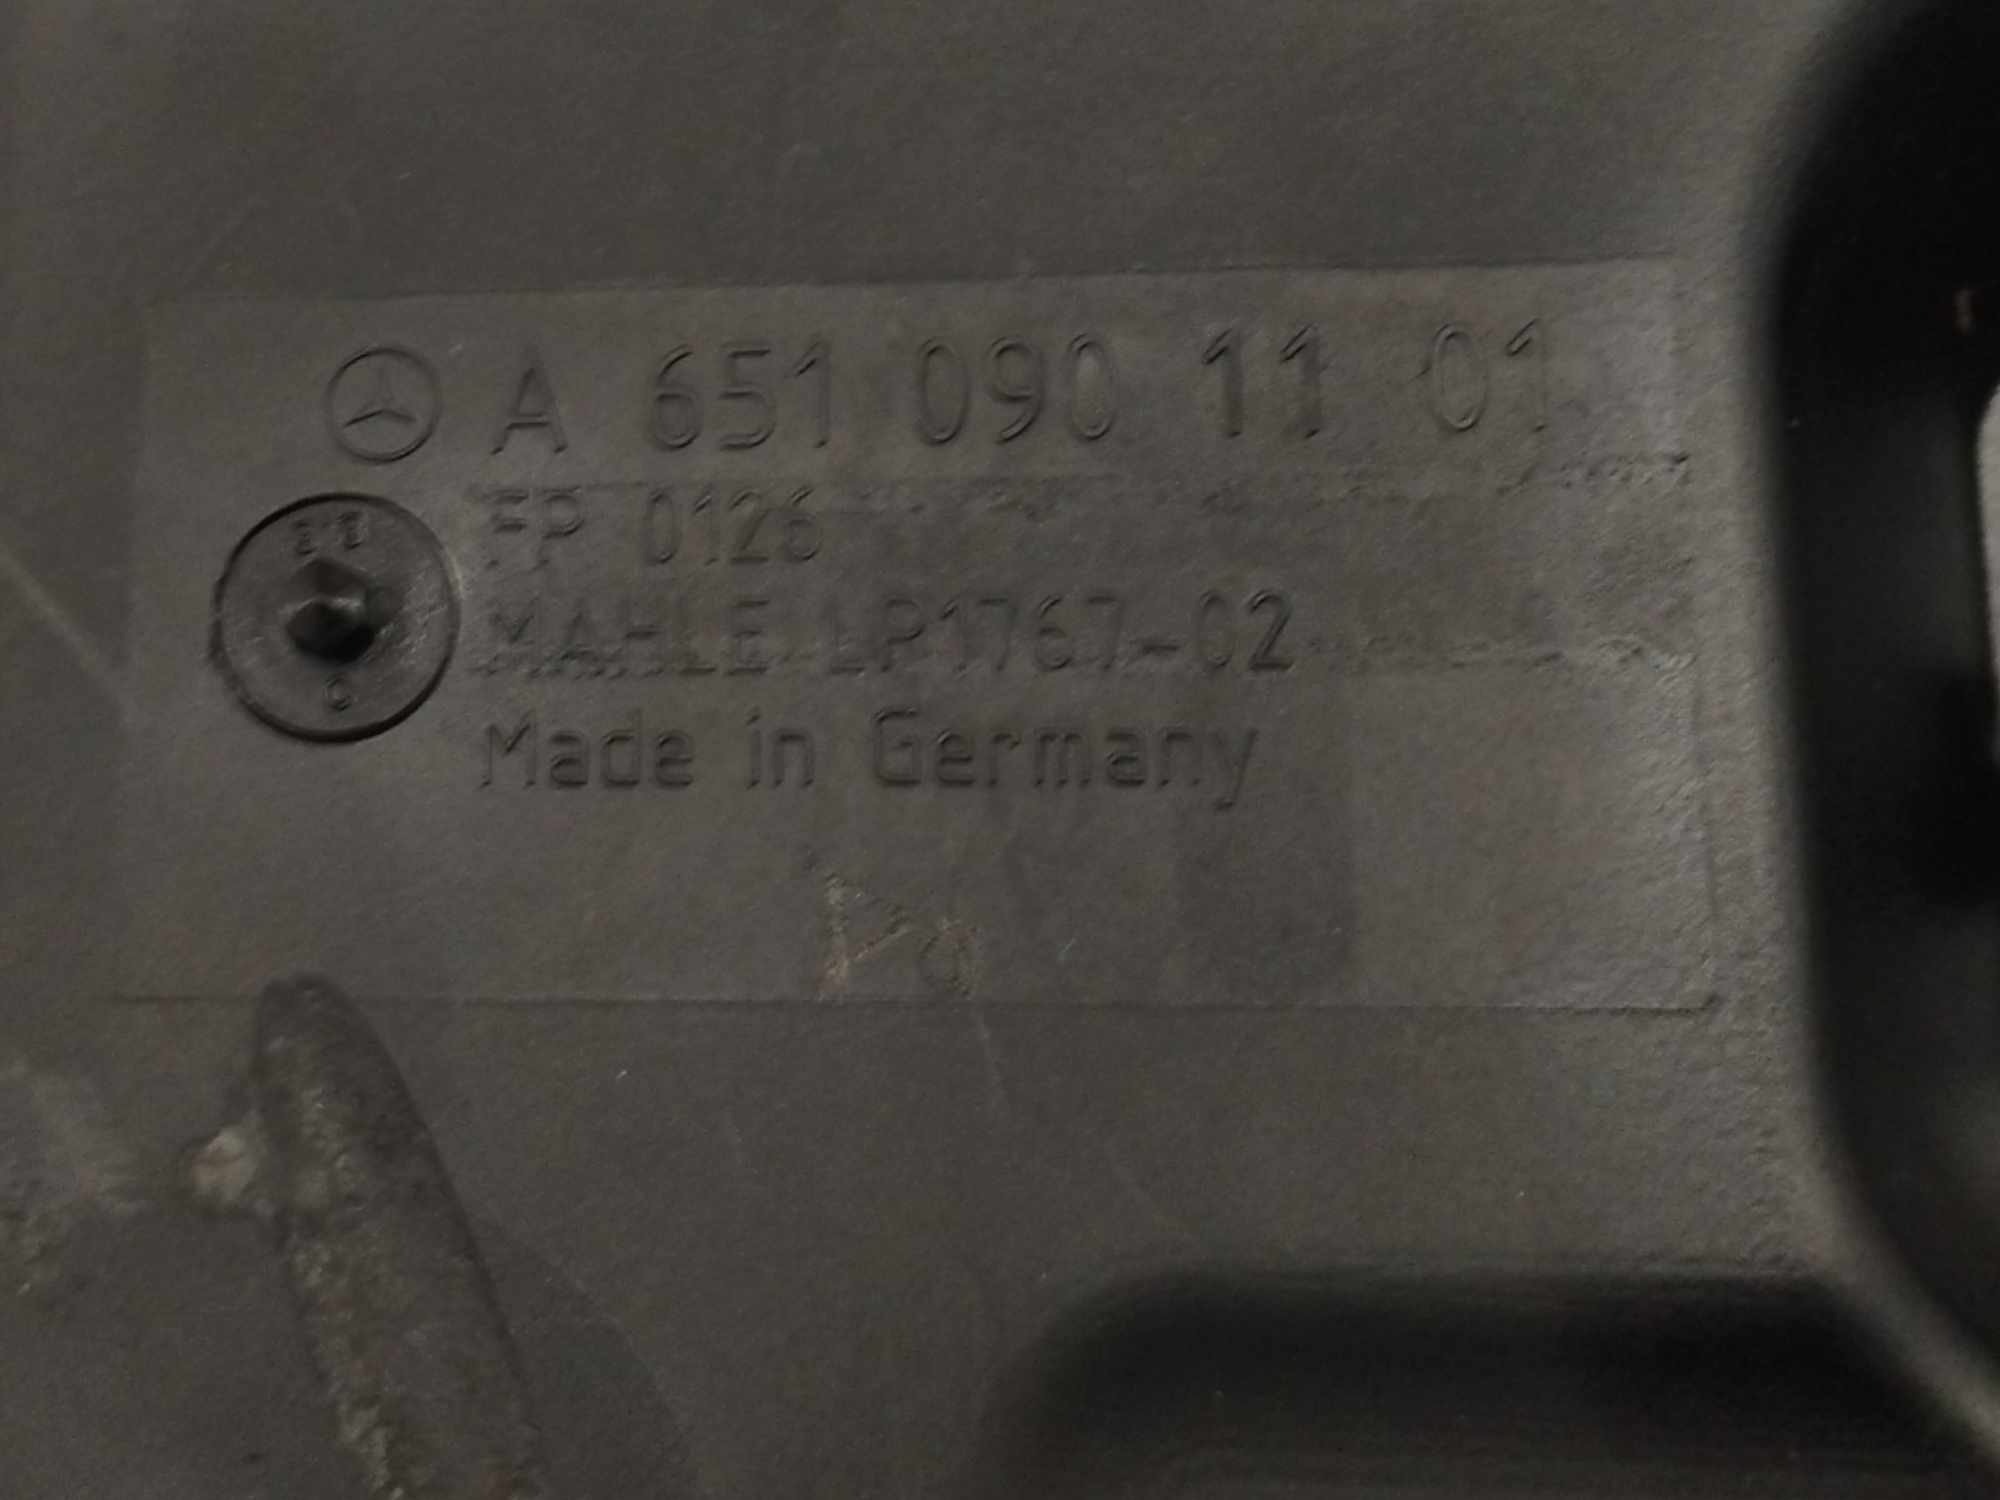 A 651 090 11 01
FP 0126
MAHLE LP1767-02
Made in Germany